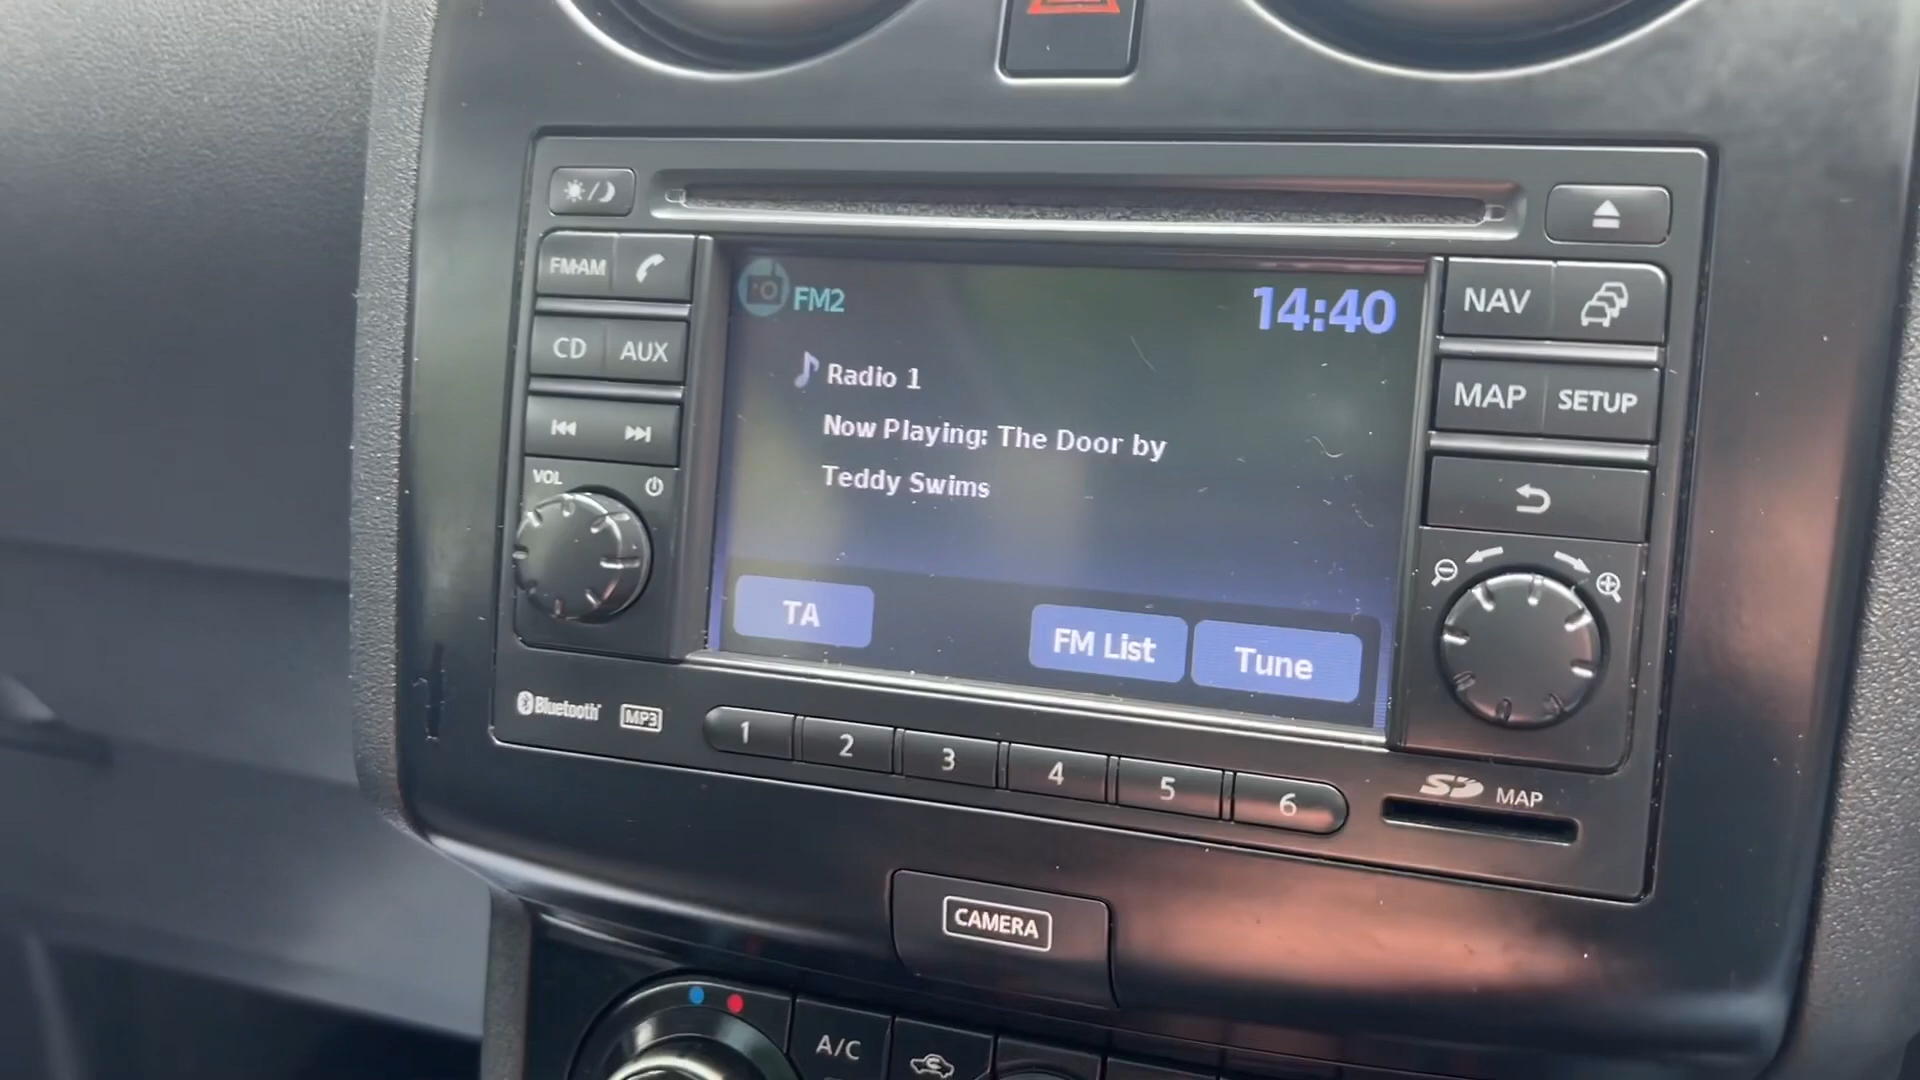 FM2
14:40
FM·AM
CD
AUX
VOL
Radio 1
Now Playing: The Door by
Teddy Swims
TA
FM List
Tune
NAV
MAP
SETUP
Bluetooth
MP3
1
2
3
4
5
6
SD
MAP
CAMERA
A/C